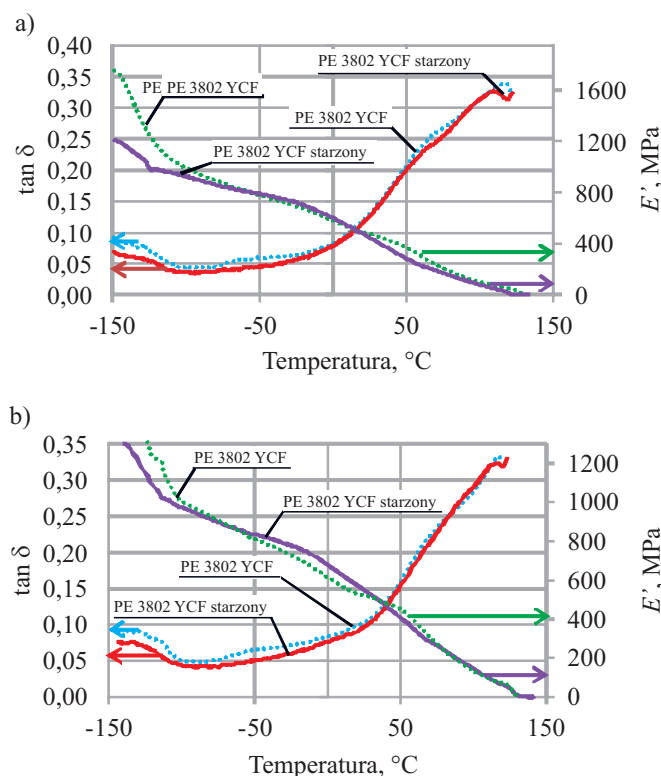 a)
0,40
0,35
0,30
0,25
0,20
0,15
0,10
0,05
0,00
tan δ
PE PE 3802 YCF
PE 3802 YCF starzony
PE 3802 YCF
PE 3802 YCF starzony
1600
1200
800
400
0
E’, MPa
-150 -50 50 150
Temperatura, °C
b)
0,35
0,30
0,25
0,20
0,15
0,10
0,05
0,00
tan δ
PE 3802 YCF
PE 3802 YCF starzony
PE 3802 YCF
PE 3802 YCF starzony
1200
1000
800
600
400
200
0
E’, MPa
-150 -50 50 150
Temperatura, °C